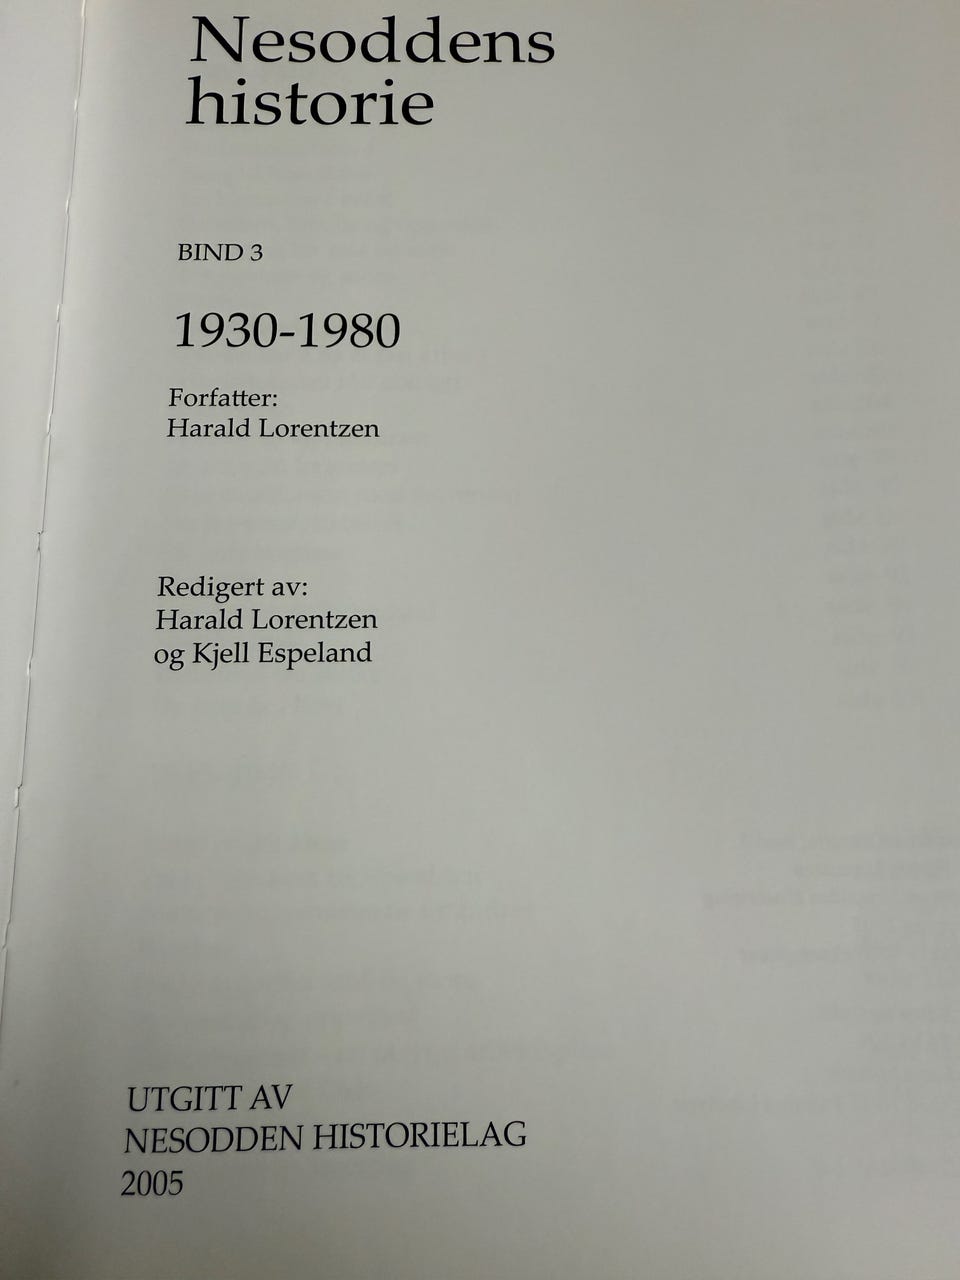 Nesoddens
historie
BIND 3
1930-1980
Forfatter:
Harald Lorentzen
Redigert av:
Harald Lorentzen
og Kjell Espeland
UTGITT AV
NESODDEN HISTORIELAG
2005